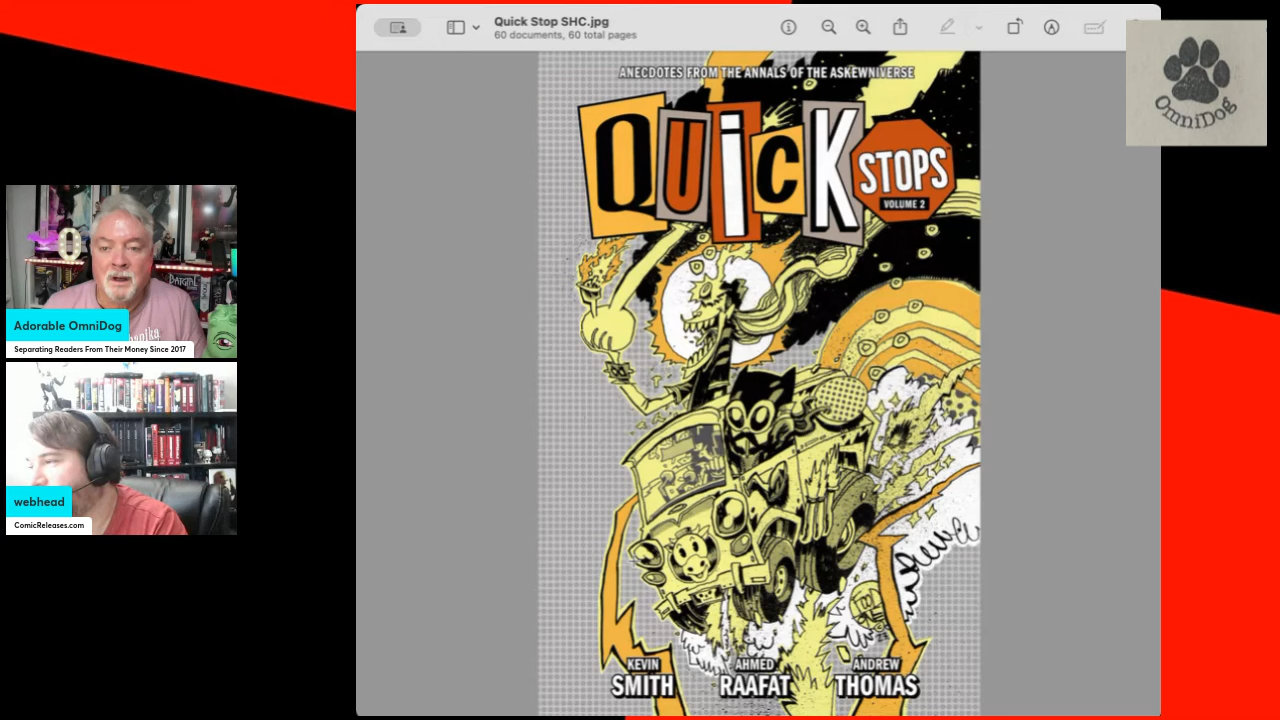 Quick Stop SHC.jpg
60 documents, 60 total pages
OmniDog
ANECDOTES FROM THE ANNALS OF THE ASKEWNIVERSE
QUiCK
STOPS
VOLUME 2
KEVIN
SMITH
AHMED
RAAFAT
ANDREW
THOMAS
BATGIRL
Adorable OmniDog
Separating Readers From Their Money Since 2017
webhead
ComicReleases.com